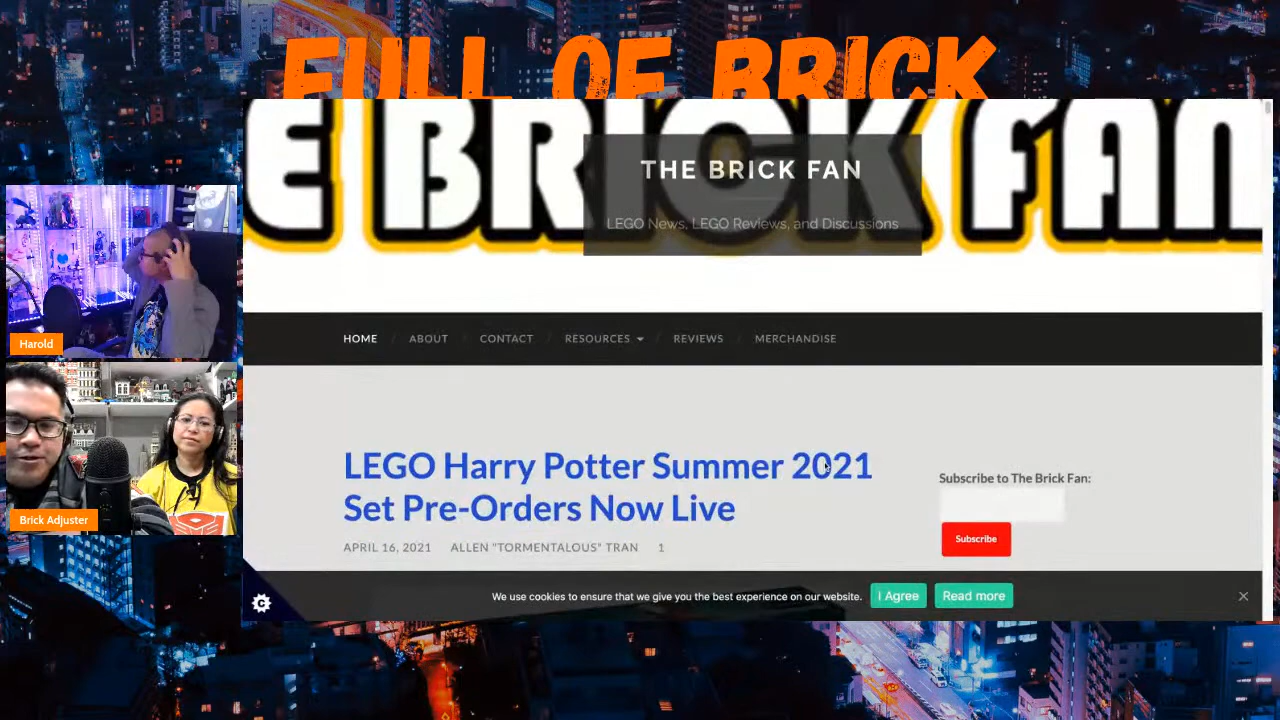 FULL OF BRICK
E BRICK FAN
THE BRICK FAN
LEGO News, LEGO Reviews, and Discussions
HOME / ABOUT / CONTACT / RESOURCES / REVIEWS / MERCHANDISE
LEGO Harry Potter Summer 2021
Set Pre-Orders Now Live
APRIL 16, 2021 ALLEN "TORMENTALOUS" TRAN 1
Subscribe to The Brick Fan:
Subscribe
We use cookies to ensure that we give you the best experience on our website. I Agree Read more
C
Harold
Brick Adjuster